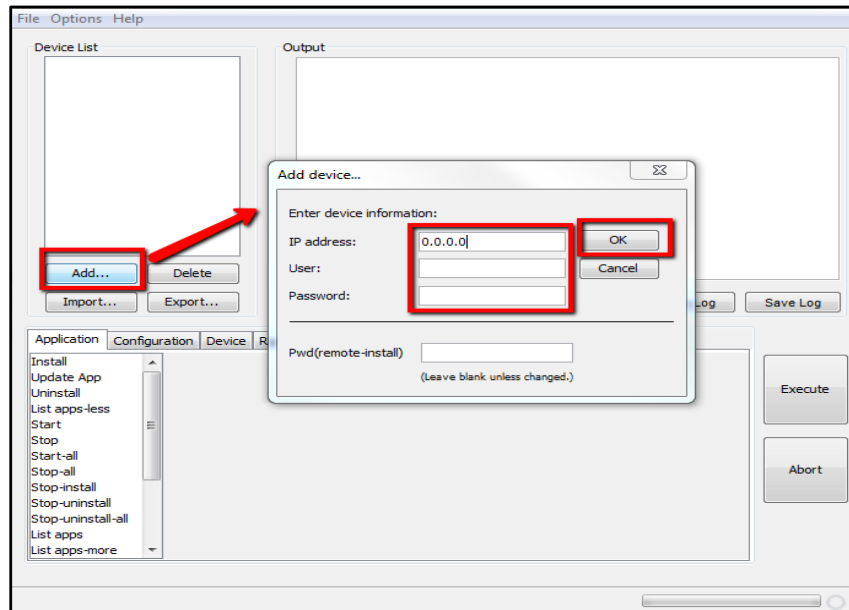 File Options Help
Device List
Output
Add device...
Enter device information:
IP address: 0.0.0.0 OK
User: Cancel
Password:
Pwd(remote-install)
(Leave blank unless changed.)
Add... Delete
Import... Export... Log Save Log
Application Configuration Device R
Install
Update App
Uninstall
List apps-less
Start
Stop
Start-all
Stop-all
Stop-install
Stop-uninstall
Stop-uninstall-all
List apps
List apps-more
Execute
Abort